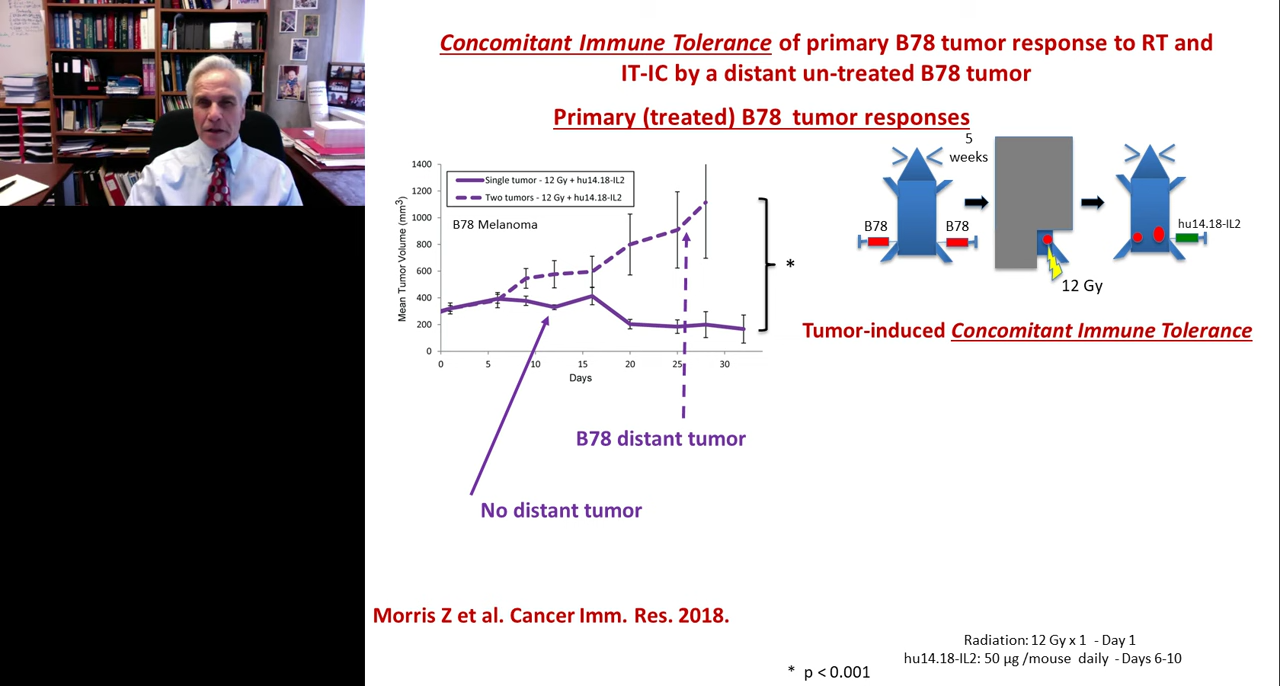 Concomitant Immune Tolerance of primary B78 tumor response to RT and
IT-IC by a distant un-treated B78 tumor
Primary (treated) B78 tumor responses
Mean Tumor Volume (mm3)
1400
1200
1000
800
600
400
200
0
Single tumor - 12 Gy + hu14.18-IL2
Two tumors - 12 Gy + hu14.18-IL2
B78 Melanoma
0 5 10 15 20 25 30
Days
*
B78 distant tumor
No distant tumor
5
weeks
B78
B78
hu14.18-IL2
12 Gy
Tumor-induced Concomitant Immune Tolerance
Morris Z et al. Cancer Imm. Res. 2018.
Radiation: 12 Gy x 1 - Day 1
hu14.18-IL2: 50 µg /mouse daily - Days 6-10
* p < 0.001